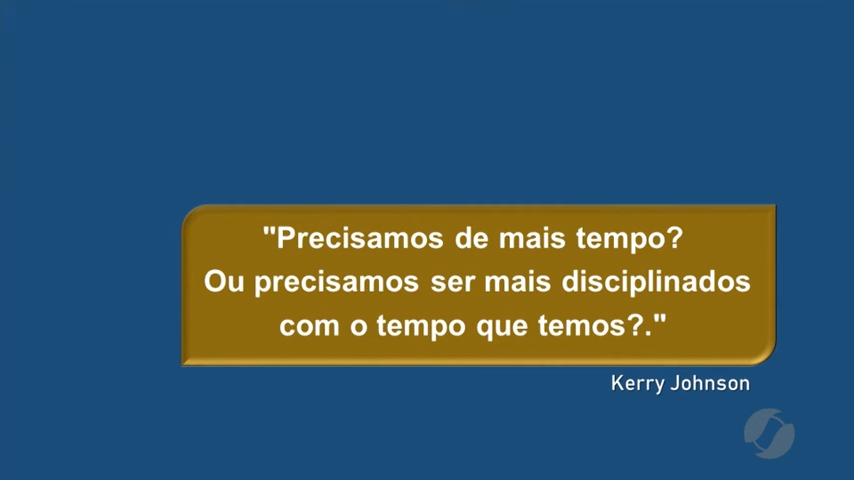 "Precisamos de mais tempo?
Ou precisamos ser mais disciplinados
com o tempo que temos?."
Kerry Johnson